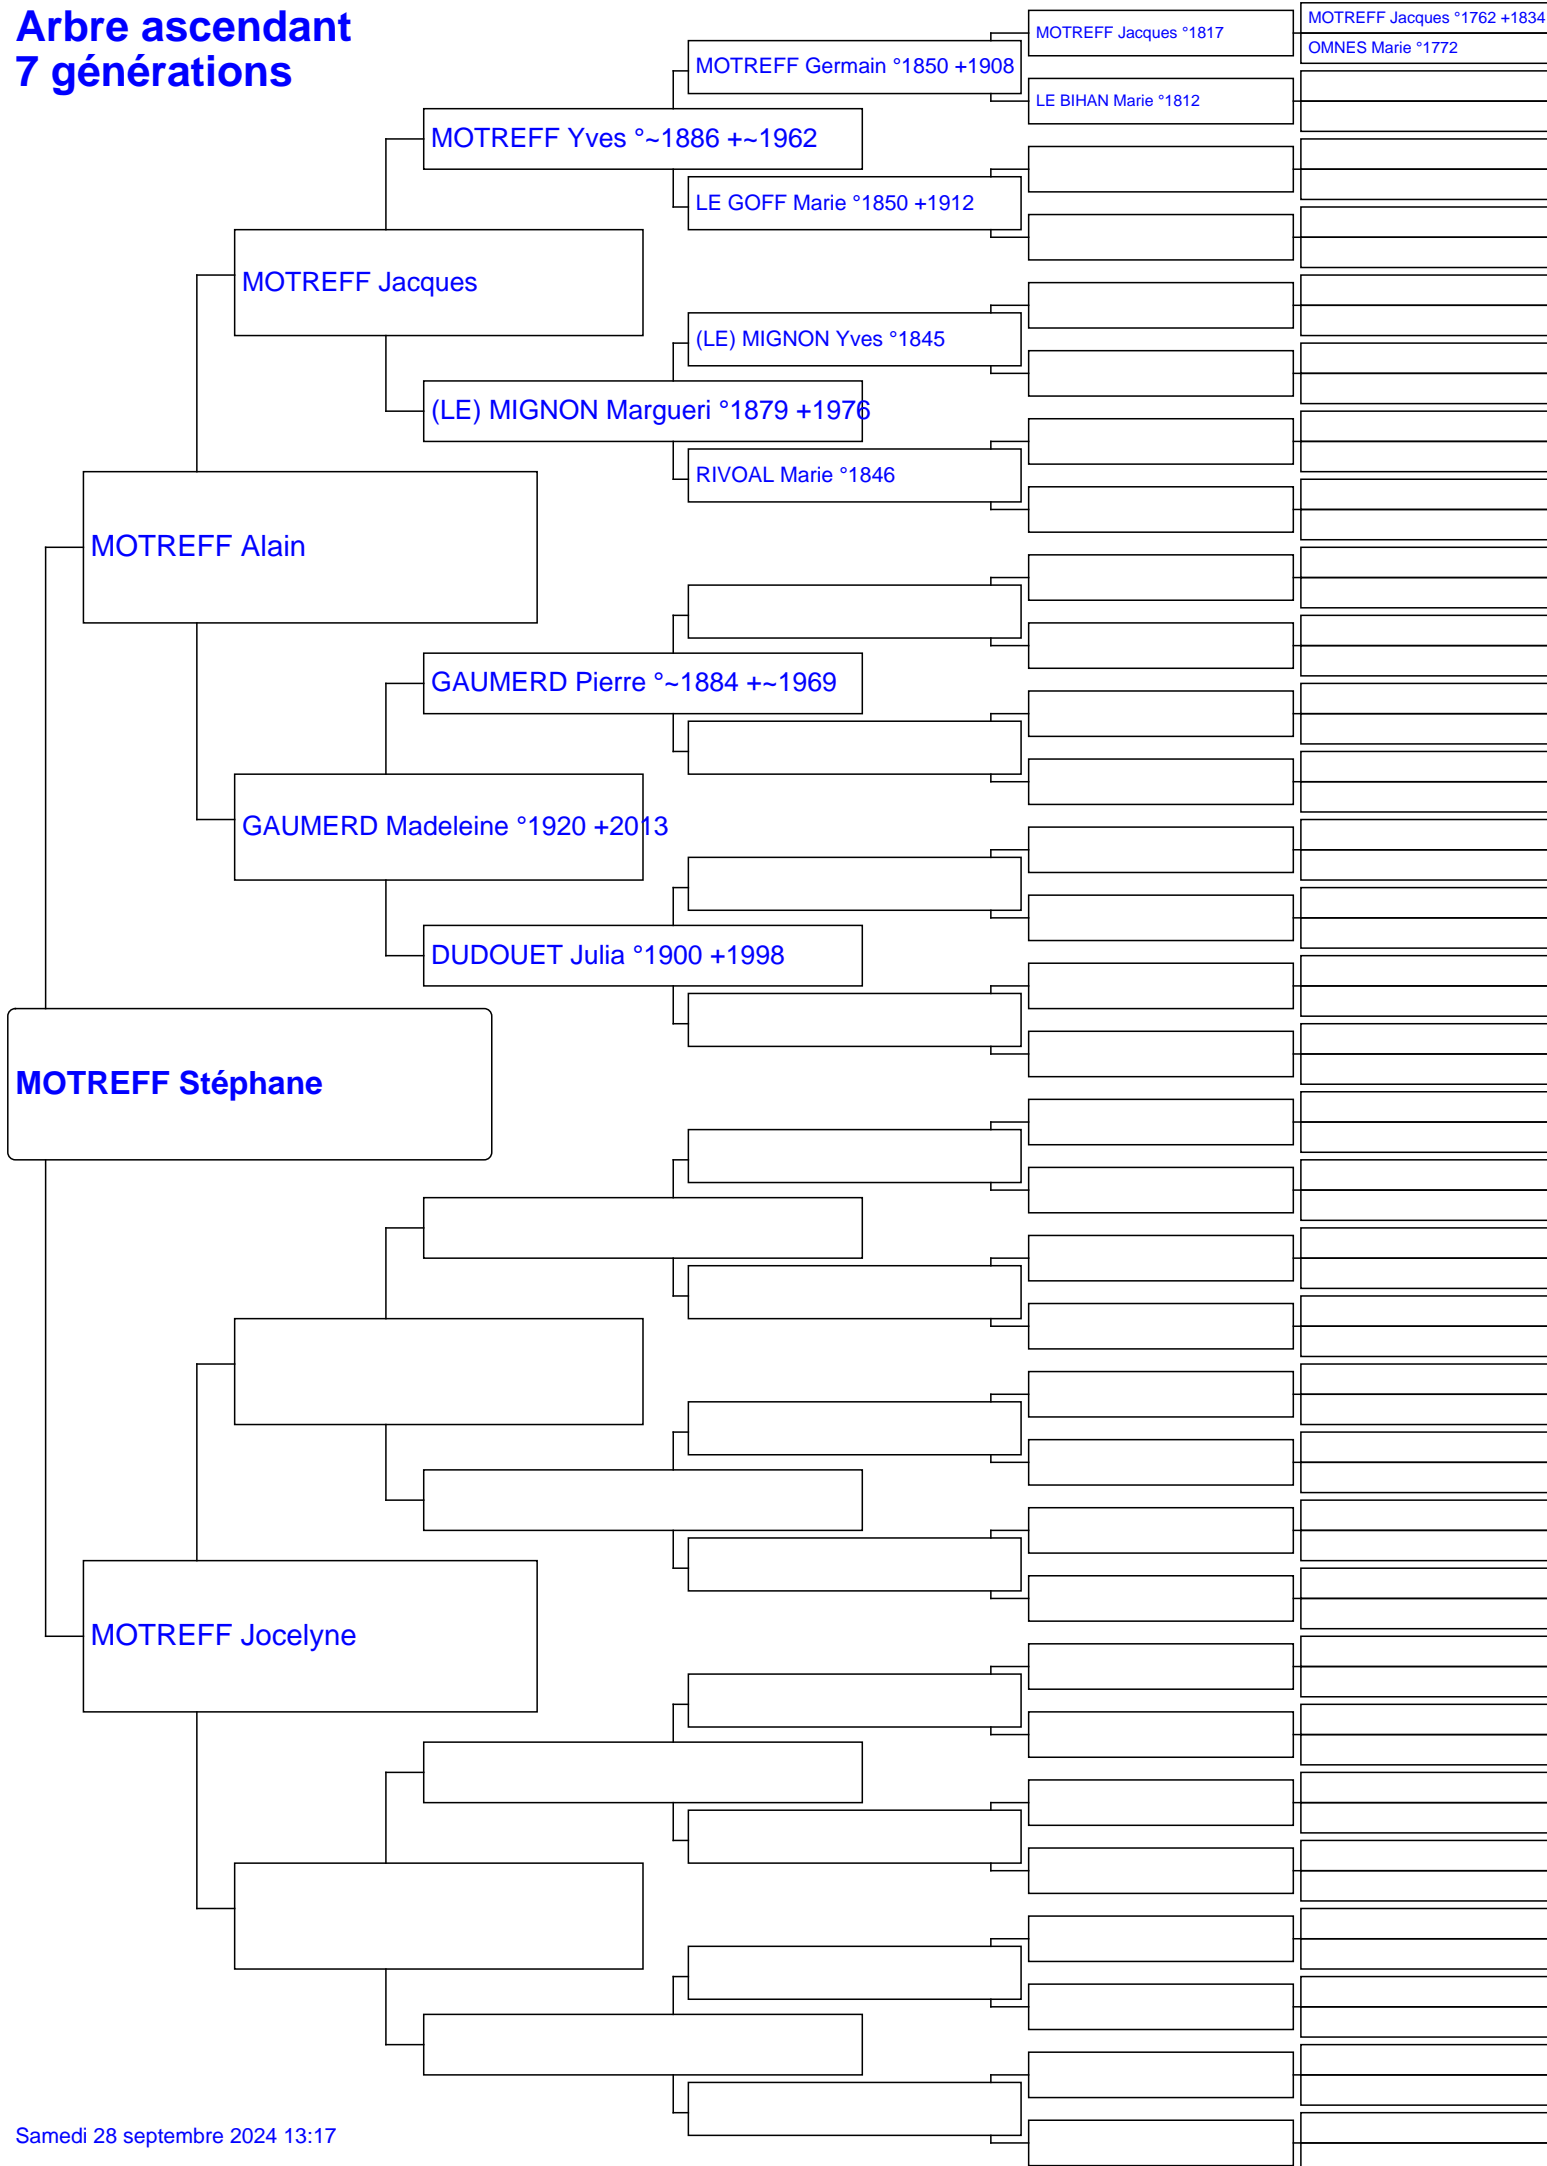 Arbre ascendant
7 générations
MOTREFF Jacques °1762 +1834
MOTREFF Jacques °1817
OMNES Marie °1772
MOTREFF Germain °1850 +1908
LE BIHAN Marie °1812
MOTREFF Yves °~1886 +~1962
LE GOFF Marie °1850 +1912
MOTREFF Jacques
(LE) MIGNON Yves °1845
(LE) MIGNON Margueri °1879 +1976
RIVOAL Marie °1846
MOTREFF Alain
GAUMERD Pierre °~1884 +~1969
GAUMERD Madeleine °1920 +2013
DUDOUET Julia °1900 +1998
MOTREFF Stéphane
MOTREFF Jocelyne
Samedi 28 septembre 2024 13:17